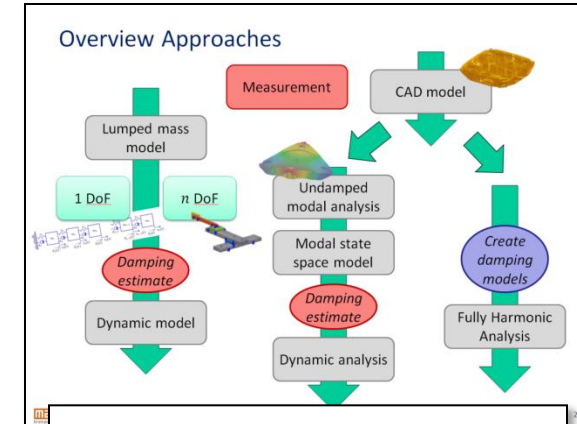 Overview Approaches
Measurement
CAD model
Lumped mass
model
1 DoF
n DoF
Damping
estimate
Dynamic model
Undamped
modal analysis
Modal state
space model
Damping
estimate
Dynamic analysis
Create
damping
models
Fully Harmonic
Analysis